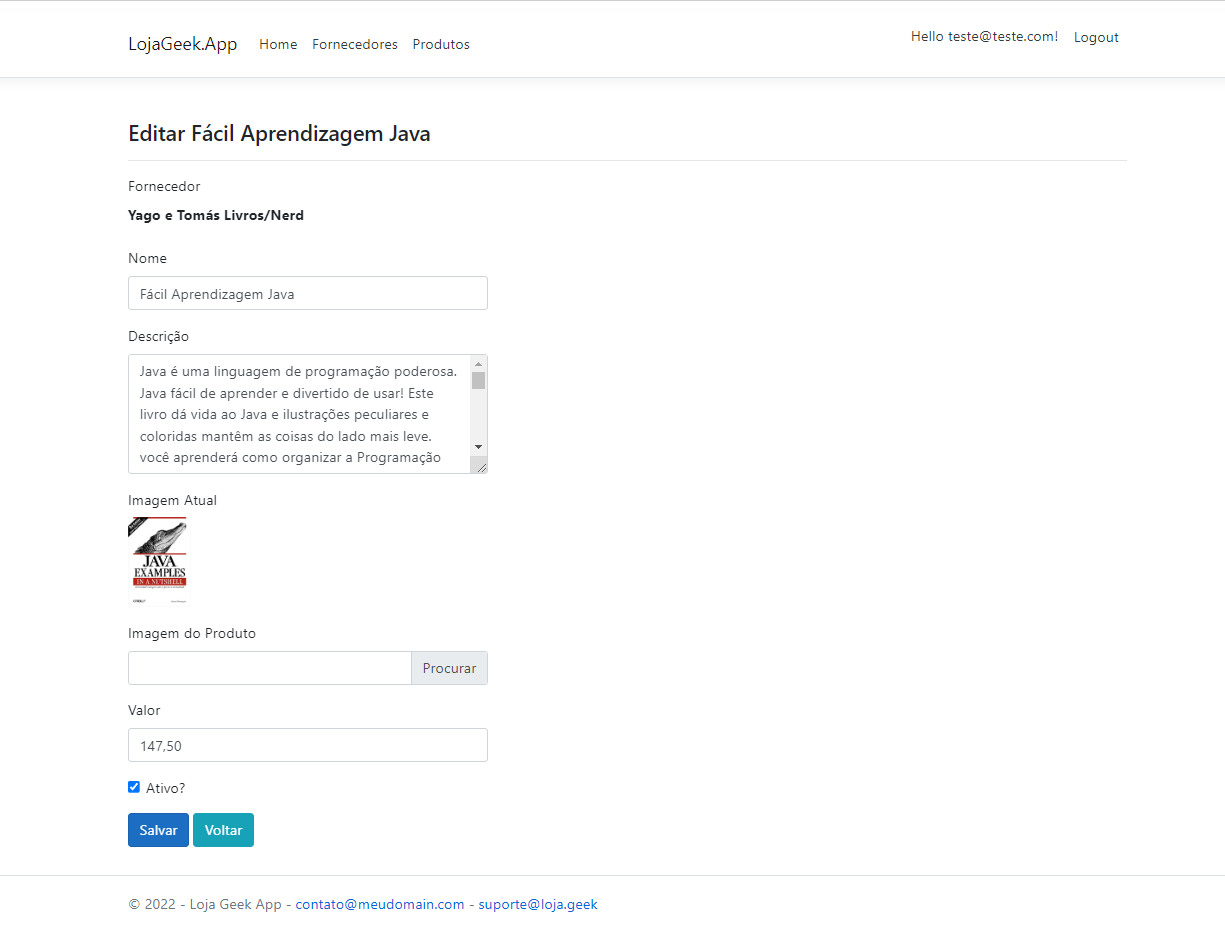 LojaGeek.App Home Fornecedores Produtos Hello teste@teste.com! Logout
Editar Fácil Aprendizagem Java
Fornecedor
Yago e Tomás Livros/Nerd
Nome
Fácil Aprendizagem Java
Descrição
Java é uma linguagem de programação poderosa.
Java fácil de aprender e divertido de usar! Este
livro dá vida ao Java e ilustrações peculiares e
coloridas mantêm as coisas do lado mais leve.
você aprenderá como organizar a Programação
Imagem Atual
JAVA
EXAMPLES
IN A NUTSHELL
Imagem do Produto
Procurar
Valor
147,50
Ativo?
Salvar Voltar
© 2022 - Loja Geek App - contato@meudomain.com - suporte@loja.geek